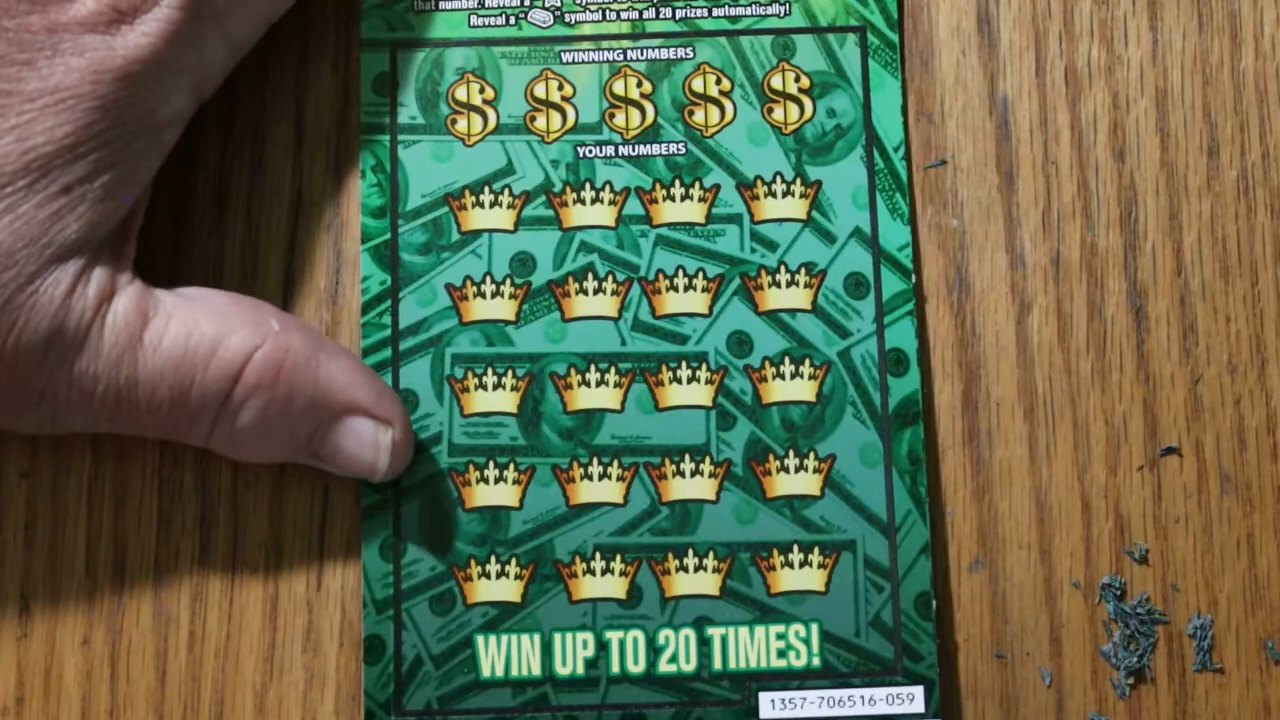 that number. Reveal a "
Reveal a " " symbol to win all 20 prizes automatically!
WINNING NUMBERS
$ $ $ $ $
YOUR NUMBERS
WIN UP TO 20 TIMES!
1357-706516-059